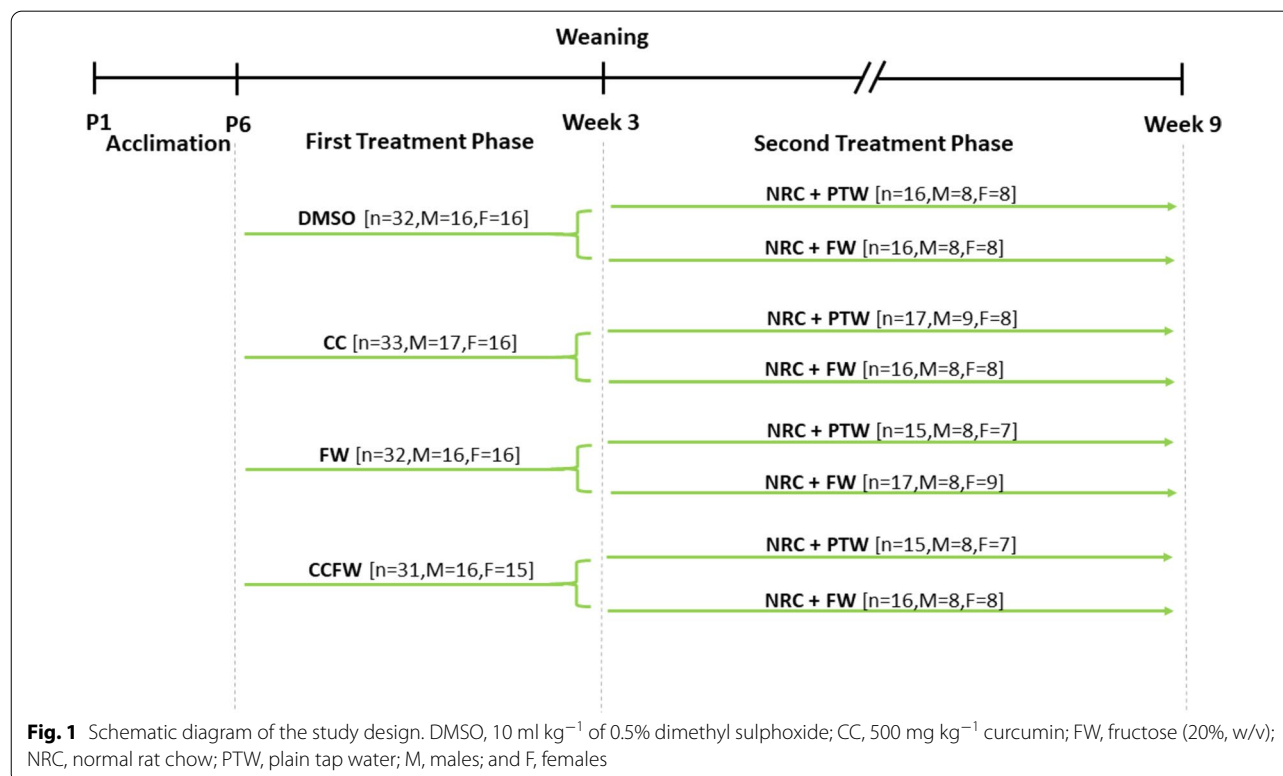 Weaning
P1
P6
Week 3
Week 9
Acclimation
First Treatment Phase
Second Treatment Phase
DMSO [n=32,M=16,F=16]
NRC + PTW [n=16,M=8,F=8]
NRC + FW [n=16,M=8,F=8]
CC [n=33,M=17,F=16]
NRC + PTW [n=17,M=9,F=8]
NRC + FW [n=16,M=8,F=8]
FW [n=32,M=16,F=16]
NRC + PTW [n=15,M=8,F=7]
NRC + FW [n=17,M=8,F=9]
CCFW [n=31,M=16,F=15]
NRC + PTW [n=15,M=8,F=7]
NRC + FW [n=16,M=8,F=8]
Fig. 1 Schematic diagram of the study design. DMSO, 10 ml kg⁻¹ of 0.5% dimethyl sulphoxide; CC, 500 mg kg⁻¹ curcumin; FW, fructose (20%, w/v);
NRC, normal rat chow; PTW, plain tap water; M, males; and F, females